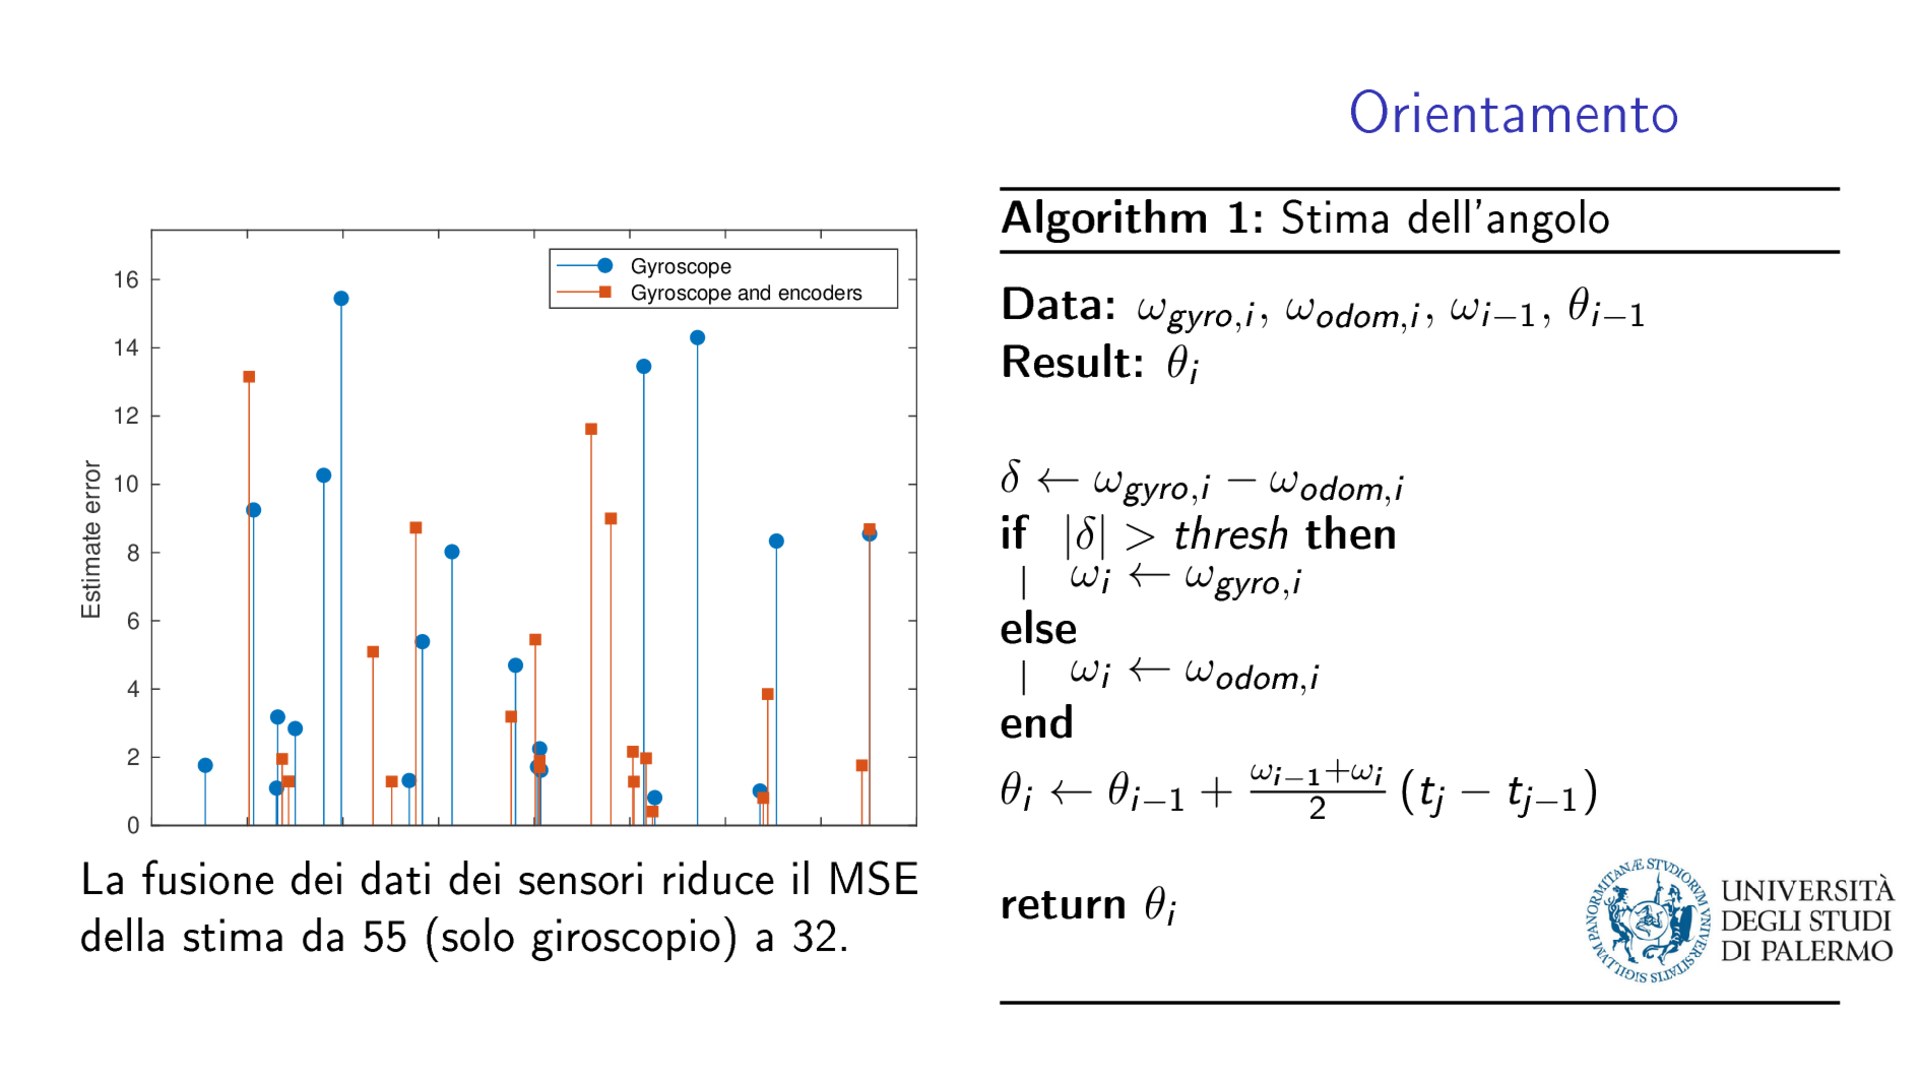 Orientamento
16
14
12
10
8
6
4
2
0
Estimate error
Gyroscope
Gyroscope and encoders
La fusione dei dati dei sensori riduce il MSE
della stima da 55 (solo giroscopio) a 32.
Algorithm 1: Stima dell'angolo
Data: ω_{gyro,i}, ω_{odom,i}, ω_{i−1}, θ_{i−1}
Result: θ_i
δ ← ω_{gyro,i} − ω_{odom,i}
if |δ| > thresh then
| ω_i ← ω_{gyro,i}
else
| ω_i ← ω_{odom,i}
end
θ_i ← θ_{i−1} + \frac{ω_{i−1}+ω_i}{2} (t_j − t_{j−1})
return θ_i
UNIVERSITÀ
DEGLI STUDI
DI PALERMO